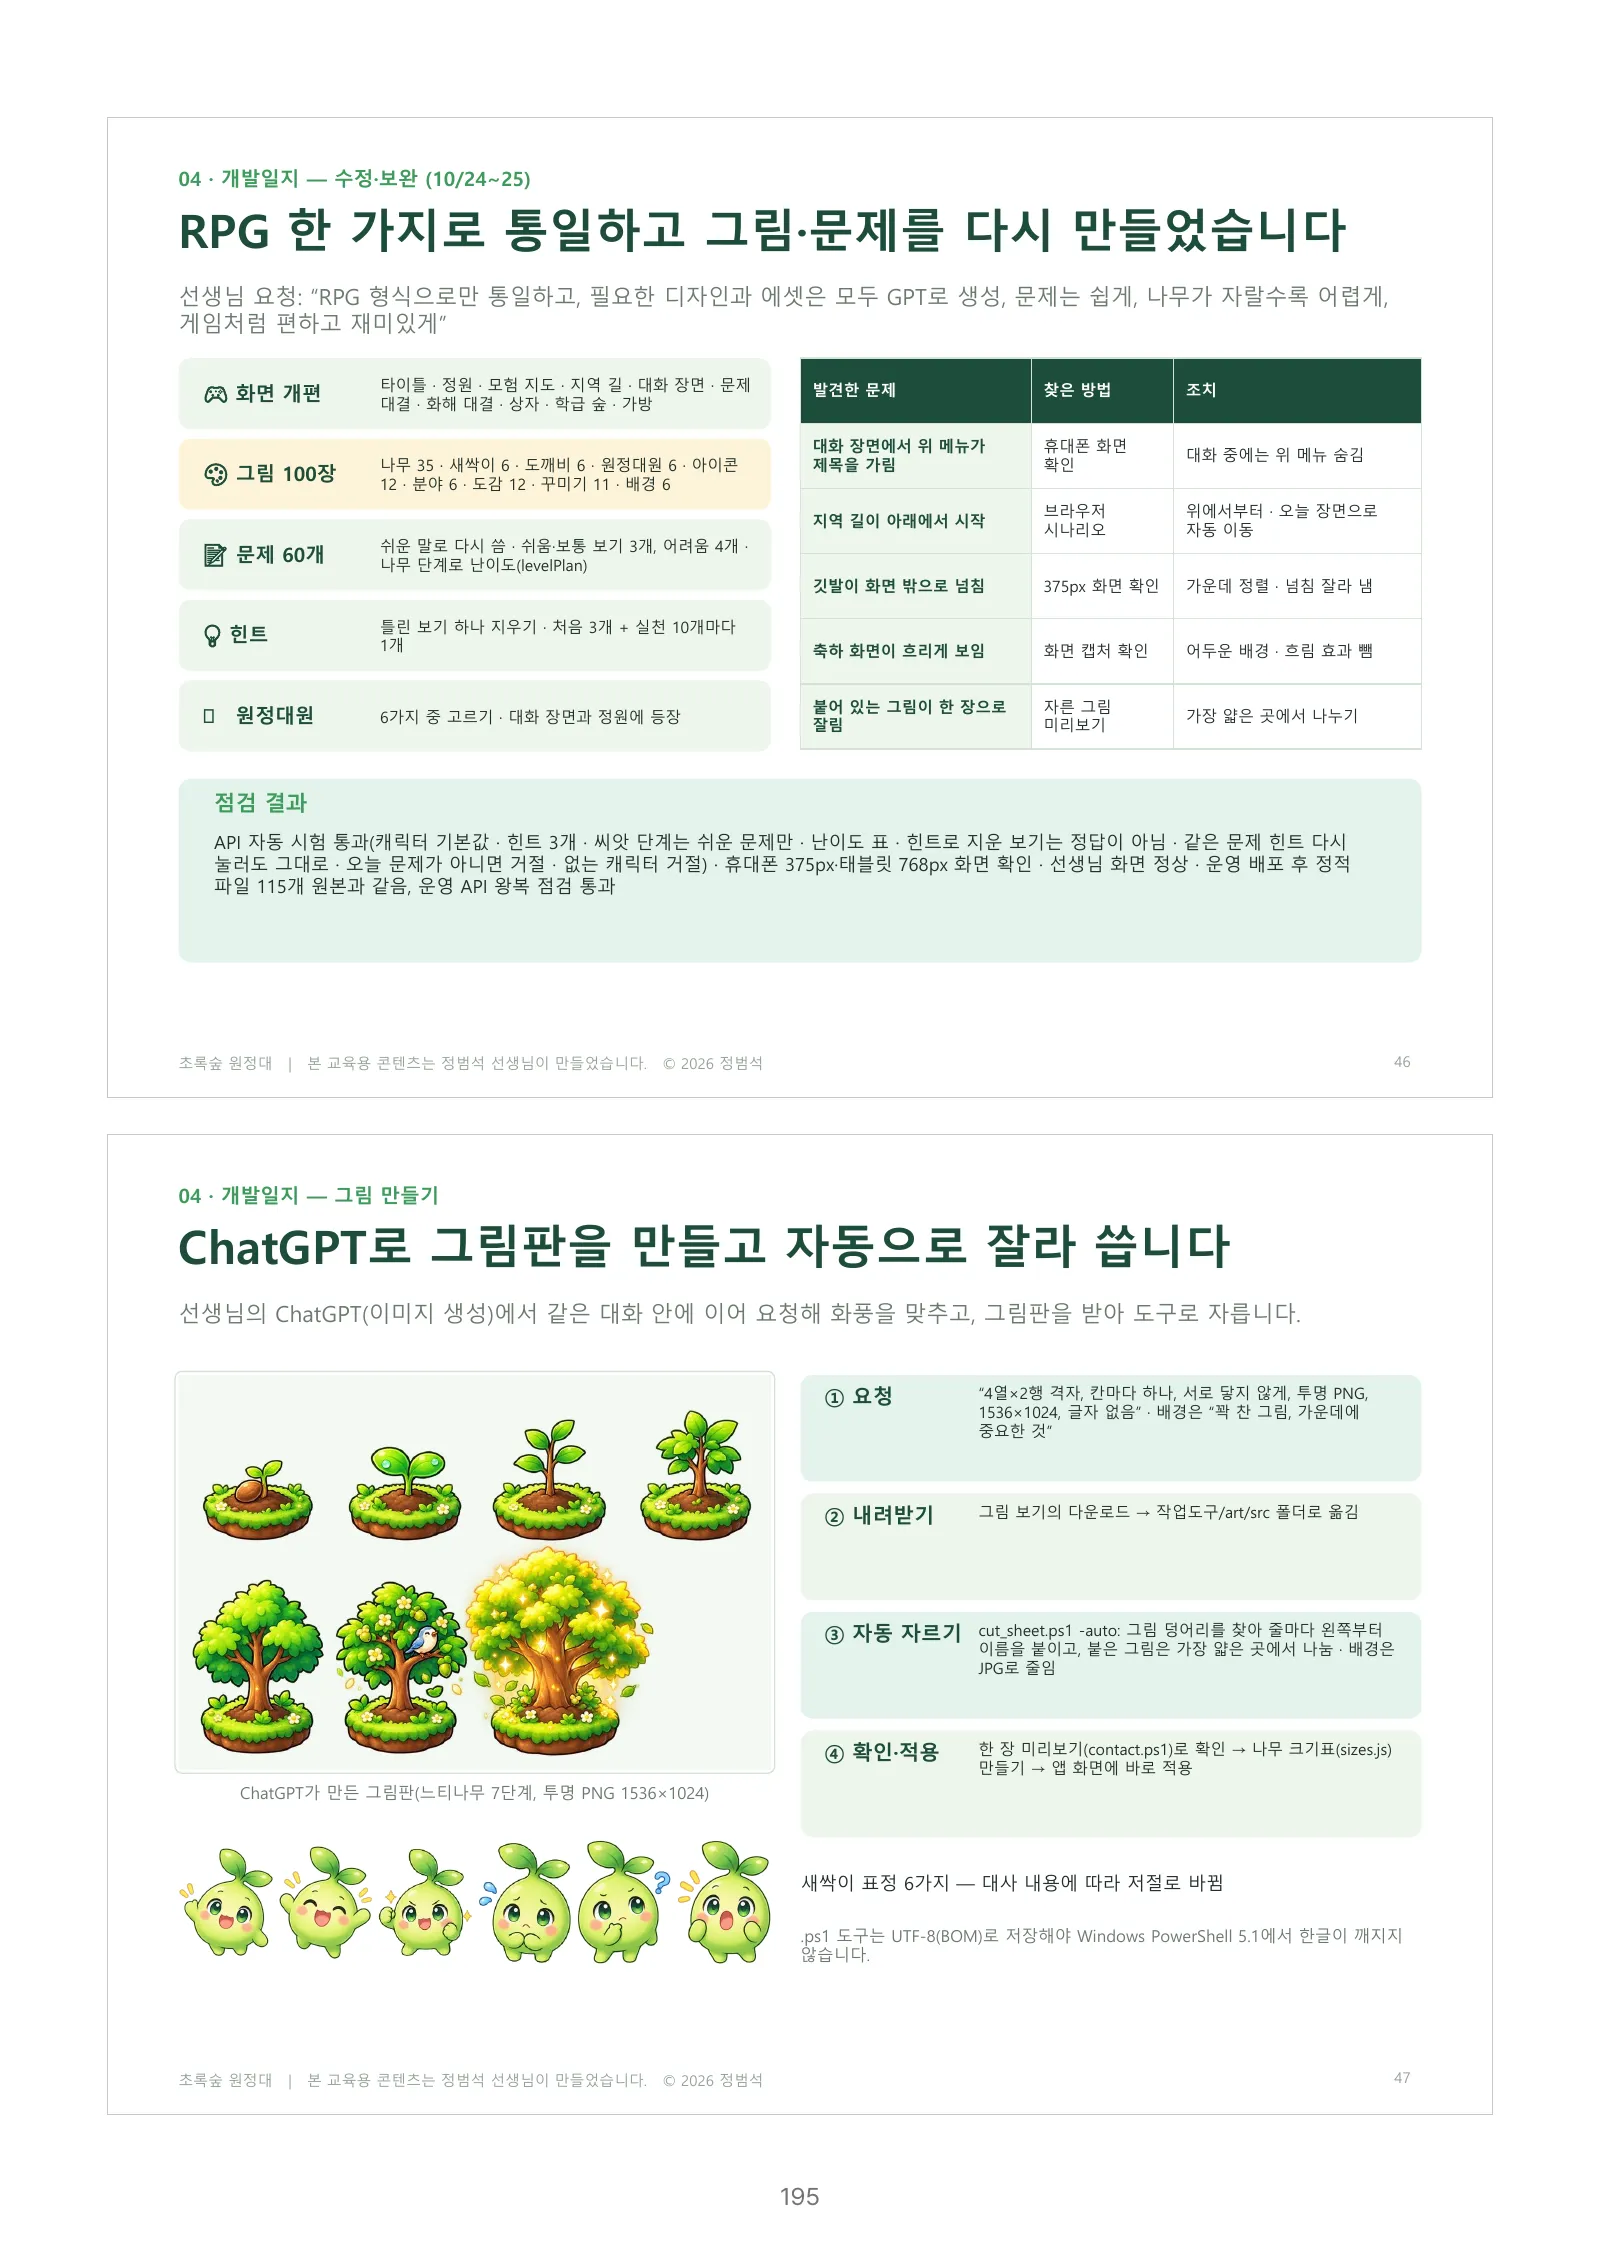 04 · 개발일지 — 수정·보완 (10/24~25)
RPG 한 가지로 통일하고 그림·문제를 다시 만들었습니다
선생님 요청: “RPG 형식으로만 통일하고, 필요한 디자인과 에셋은 모두 GPT로 생성, 문제는 쉽게, 나무가 자랄수록 어렵게,
게임처럼 편하고 재미있게”
🎮 화면 개편
타이틀 · 정원 · 모험 지도 · 지역 길 · 대화 장면 · 문제
대결 · 화해 대결 · 상자 · 학급 숲 · 가방
🎨 그림 100장
나무 35 · 새싹이 6 · 도깨비 6 · 원정대원 6 · 아이콘
12 · 분야 6 · 도감 12 · 꾸미기 11 · 배경 6
📝 문제 60개
쉬운 말로 다시 씀 · 쉬움·보통 보기 3개, 어려움 4개 ·
나무 단계로 난이도(levelPlan)
💡 힌트
틀린 보기 하나 지우기 · 처음 3개 + 실천 10개마다
1개
원정대원
6가지 중 고르기 · 대화 장면과 정원에 등장
발견한 문제
찾은 방법
조치
대화 장면에서 위 메뉴가
제목을 가림
휴대폰 화면
확인
대화 중에는 위 메뉴 숨김
지역 길이 아래에서 시작
브라우저
시나리오
위에서부터 · 오늘 장면으로
자동 이동
깃발이 화면 밖으로 넘침
375px 화면 확인
가운데 정렬 · 넘침 잘라 냄
축하 화면이 흐리게 보임
화면 캡처 확인
어두운 배경 · 흐림 효과 뺌
붙어 있는 그림이 한 장으로
잘림
자른 그림
미리보기
가장 얇은 곳에서 나누기
점검 결과
API 자동 시험 통과(캐릭터 기본값 · 힌트 3개 · 씨앗 단계는 쉬운 문제만 · 난이도 표 · 힌트로 지운 보기는 정답이 아님 · 같은 문제 힌트 다시
눌러도 그대로 · 오늘 문제가 아니면 거절 · 없는 캐릭터 거절) · 휴대폰 375px·태블릿 768px 화면 확인 · 선생님 화면 정상 · 운영 배포 후 정적
파일 115개 원본과 같음, 운영 API 왕복 점검 통과
초록숲 원정대 | 본 교육용 콘텐츠는 정범석 선생님이 만들었습니다. © 2026 정범석
46
04 · 개발일지 — 그림 만들기
ChatGPT로 그림판을 만들고 자동으로 잘라 씁니다
선생님의 ChatGPT(이미지 생성)에서 같은 대화 안에 이어 요청해 화풍을 맞추고, 그림판을 받아 도구로 자릅니다.
ChatGPT가 만든 그림판(느티나무 7단계, 투명 PNG 1536×1024)
① 요청
“4열×2행 격자, 칸마다 하나, 서로 닿지 않게, 투명 PNG,
1536×1024, 글자 없음” · 배경은 “꽉 찬 그림, 가운데에
중요한 것”
② 내려받기
그림 보기의 다운로드 → 작업도구/art/src 폴더로 옮김
③ 자동 자르기
cut_sheet.ps1 -auto: 그림 덩어리를 찾아 줄마다 왼쪽부터
이름을 붙이고, 붙은 그림은 가장 얇은 곳에서 나눔 · 배경은
JPG로 줄임
④ 확인·적용
한 장 미리보기(contact.ps1)로 확인 → 나무 크기표(sizes.js)
만들기 → 앱 화면에 바로 적용
새싹이 표정 6가지 — 대사 내용에 따라 저절로 바뀜
.ps1 도구는 UTF-8(BOM)로 저장해야 Windows PowerShell 5.1에서 한글이 깨지지
않습니다.
초록숲 원정대 | 본 교육용 콘텐츠는 정범석 선생님이 만들었습니다. © 2026 정범석
47
195